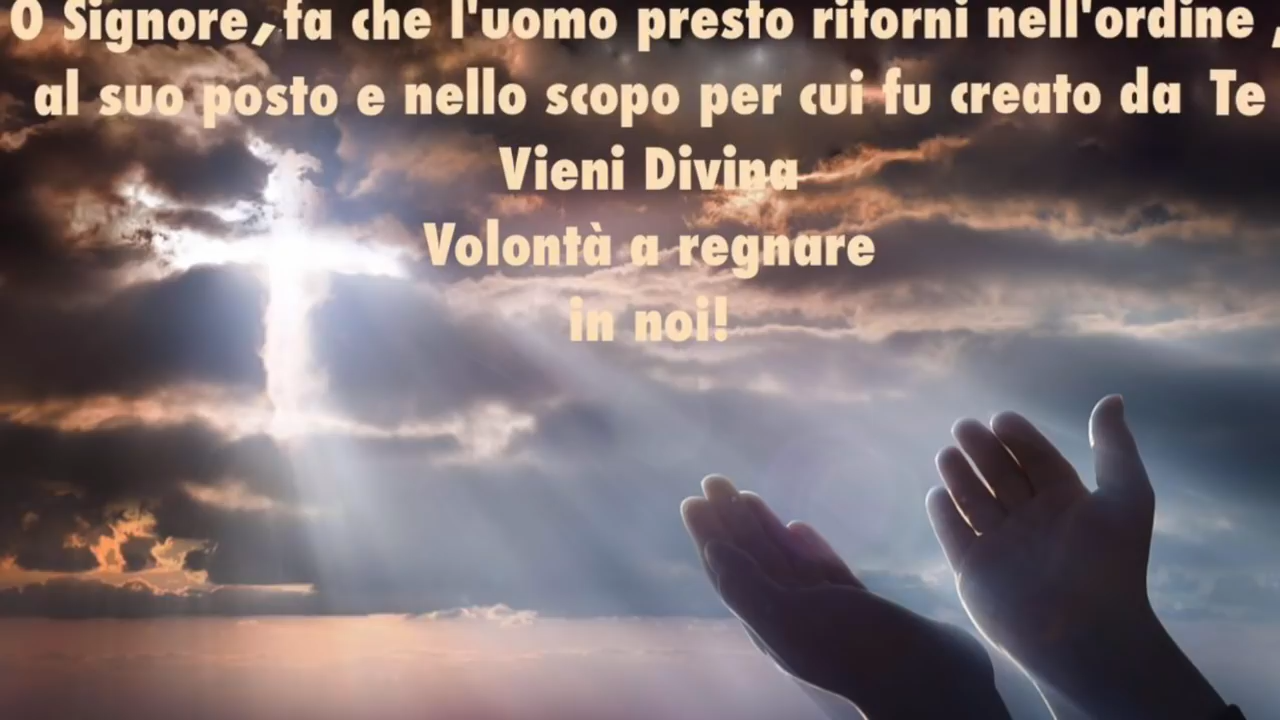 O Signore, fa che l'uomo presto ritorni nell'ordine ,
al suo posto e nello scopo per cui fu creato da Te
Vieni Divina
Volontà a regnare
in noi!